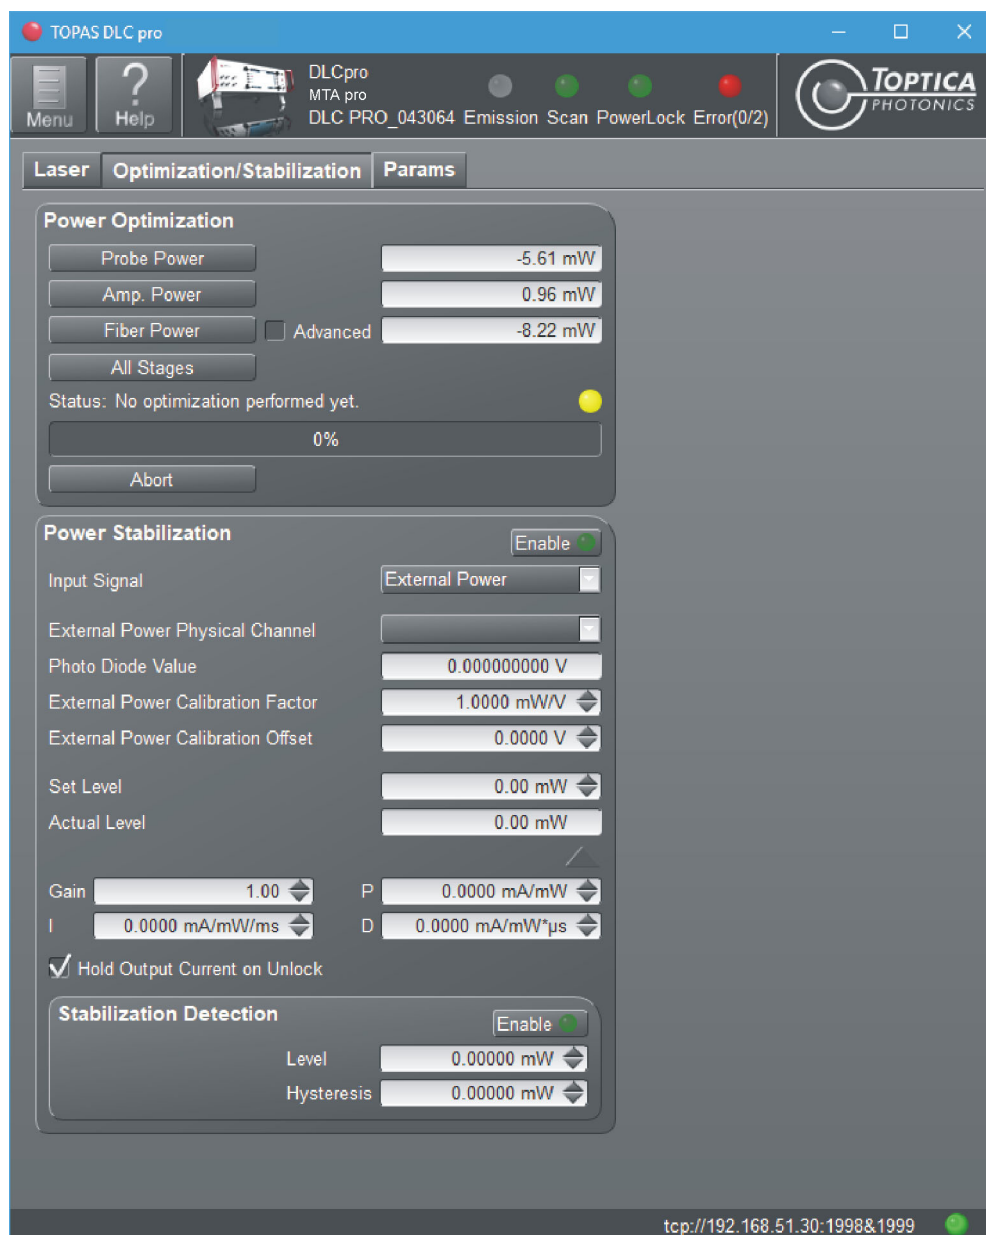 TOPAS DLC pro
Menu
Help
DLCpro
MTA pro
DLC PRO_043064 Emission Scan PowerLock Error(0/2)
TOPTICA
PHOTONICS
Laser Optimization/Stabilization Params
Power Optimization
Probe Power -5.61 mW
Amp. Power 0.96 mW
Fiber Power Advanced -8.22 mW
All Stages
Status: No optimization performed yet.
0%
Abort
Power Stabilization
Enable
Input Signal External Power
External Power Physical Channel
Photo Diode Value 0.000000000 V
External Power Calibration Factor 1.0000 mW/V
External Power Calibration Offset 0.0000 V
Set Level 0.00 mW
Actual Level 0.00 mW
Gain 1.00 P 0.0000 mA/mW
I 0.0000 mA/mW/ms D 0.0000 mA/mW*µs
Hold Output Current on Unlock
Stabilization Detection
Enable
Level 0.00000 mW
Hysteresis 0.00000 mW
tcp://192.168.51.30:1998&1999